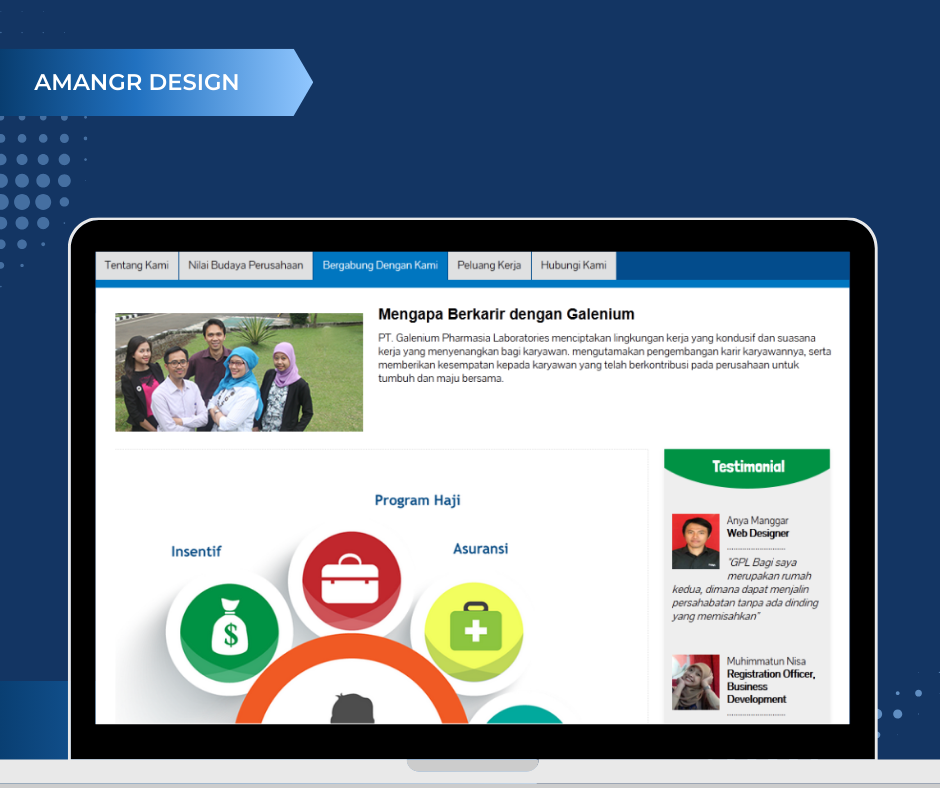 AMANGR DESIGN
Tentang Kami
Nilai Budaya Perusahaan
Bergabung Dengan Kami
Peluang Kerja
Hubungi Kami
Mengapa Berkarir dengan Galenium
PT. Galenium Pharmasia Laboratories menciptakan lingkungan kerja yang kondusif dan suasana
kerja yang menyenangkan bagi karyawan. mengutamakan pengembangan karir karyawannya, serta
memberikan kesempatan kepada karyawan yang telah berkontribusi pada perusahaan untuk
tumbuh dan maju bersama.
Program Haji
Insentif
Asuransi
$
Testimonial
Anya Manggar
Web Designer
"GPL Bagi saya
merupakan rumah
kedua, dimana dapat menjalin
persahabatan tanpa ada dinding
yang memisahkan"
Muhimmatun Nisa
Registration Officer,
Business
Development